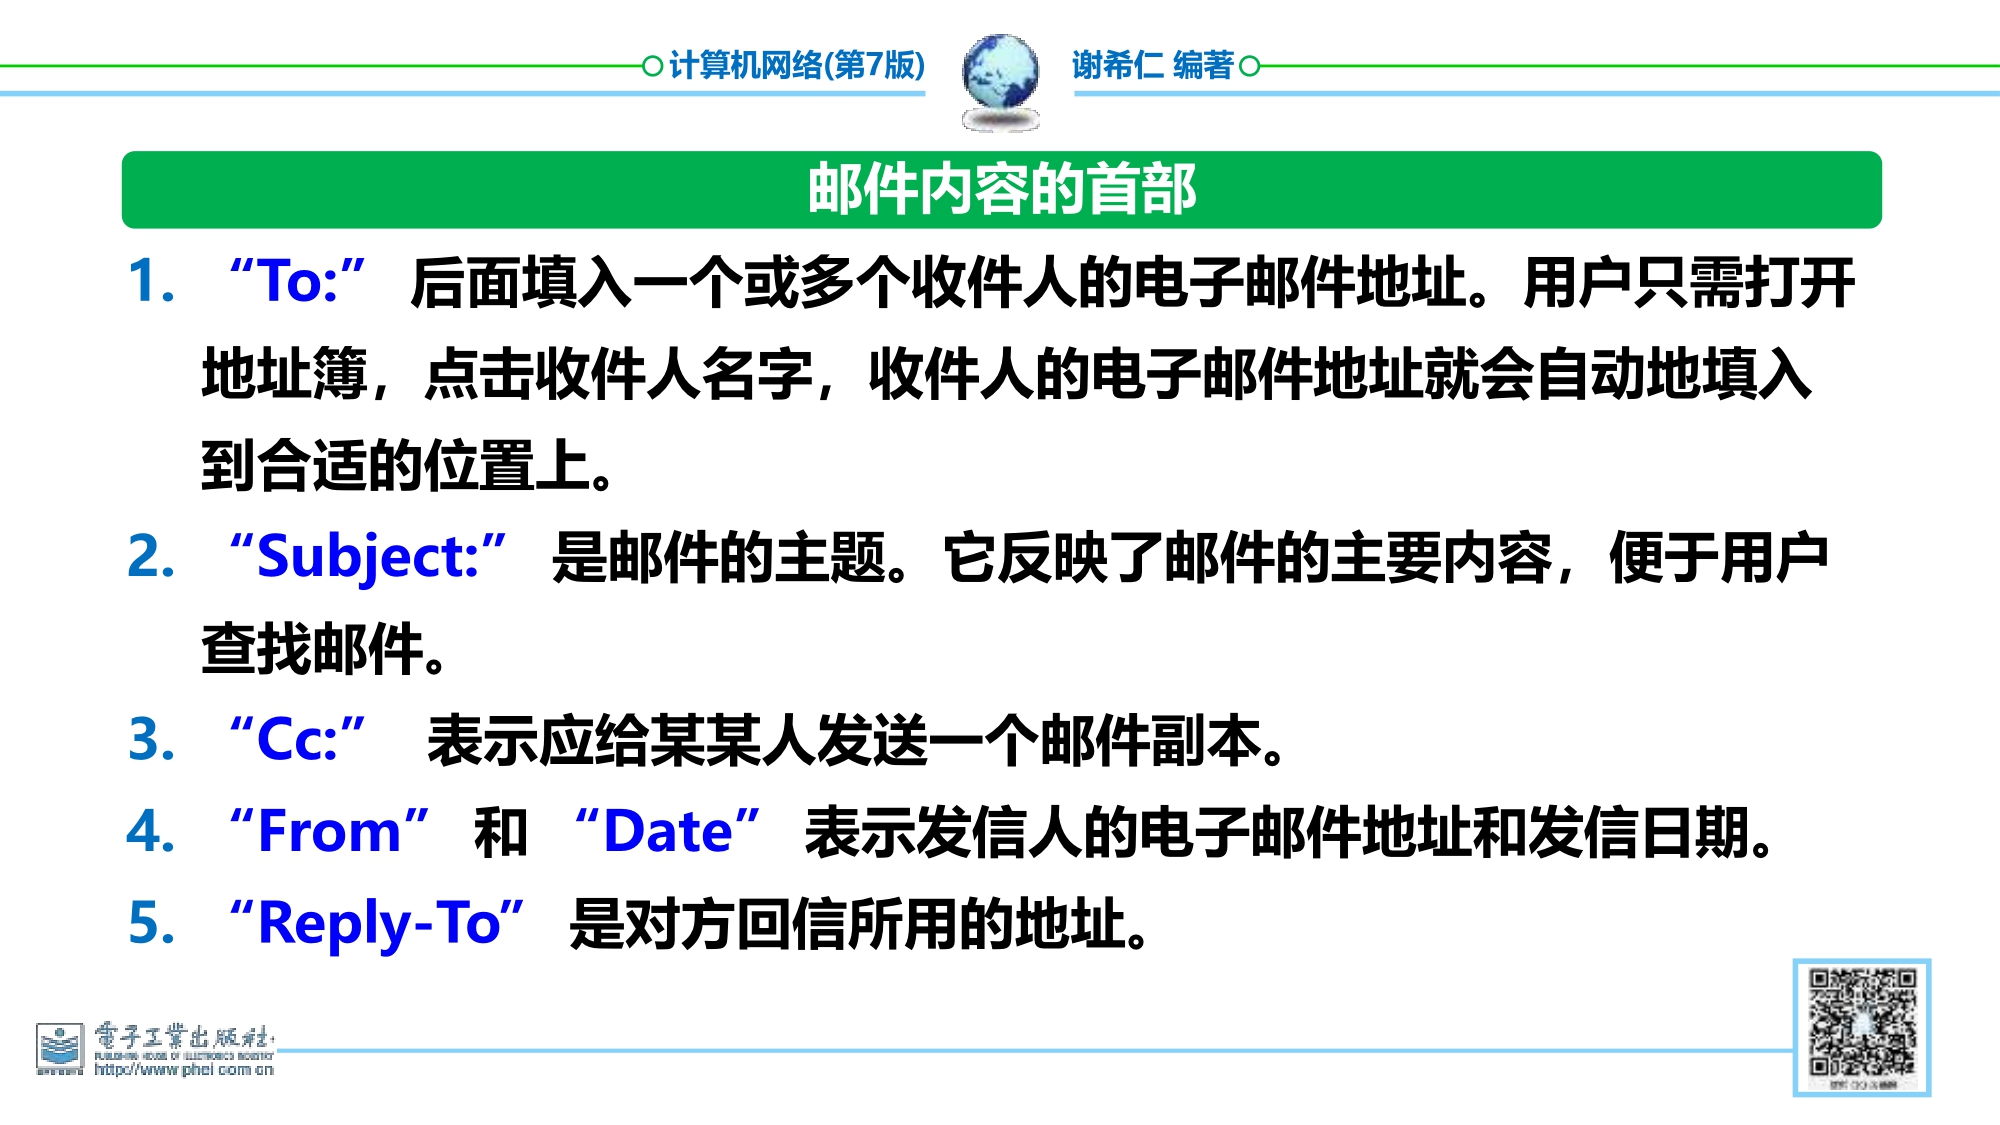 计算机网络(第7版) 谢希仁 编著
邮件内容的首部
1. “To:” 后面填入一个或多个收件人的电子邮件地址。用户只需打开
地址簿，点击收件人名字，收件人的电子邮件地址就会自动地填入
到合适的位置上。
2. “Subject:” 是邮件的主题。它反映了邮件的主要内容，便于用户
查找邮件。
3. “Cc:” 表示应给某某人发送一个邮件副本。
4. “From” 和 “Date” 表示发信人的电子邮件地址和发信日期。
5. “Reply-To” 是对方回信所用的地址。
電子工業出版社
PUBLISHING HOUSE OF ELECTRONICS INDUSTRY
http://www.phei.com.cn